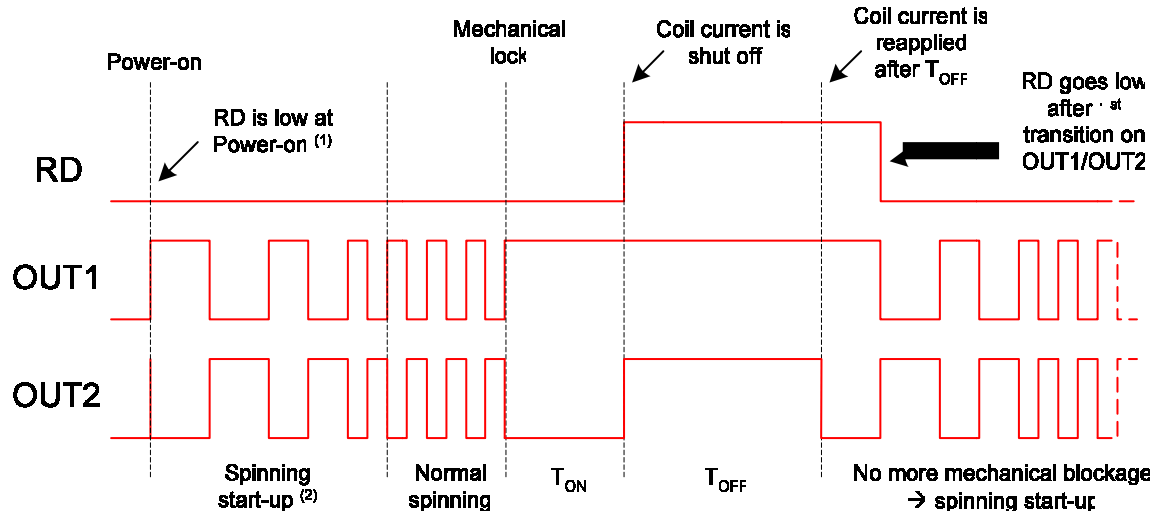 Mechanical
lock
Coil current is
shut off
Coil current is
reapplied
after T_OFF
Power-on
RD is low at
Power-on (1)
RD goes low
after st
transition on
OUT1/OUT2
RD
OUT1
OUT2
Spinning
start-up (2)
Normal
spinning
T_ON
T_OFF
No more mechanical blockage
→ spinning start-up